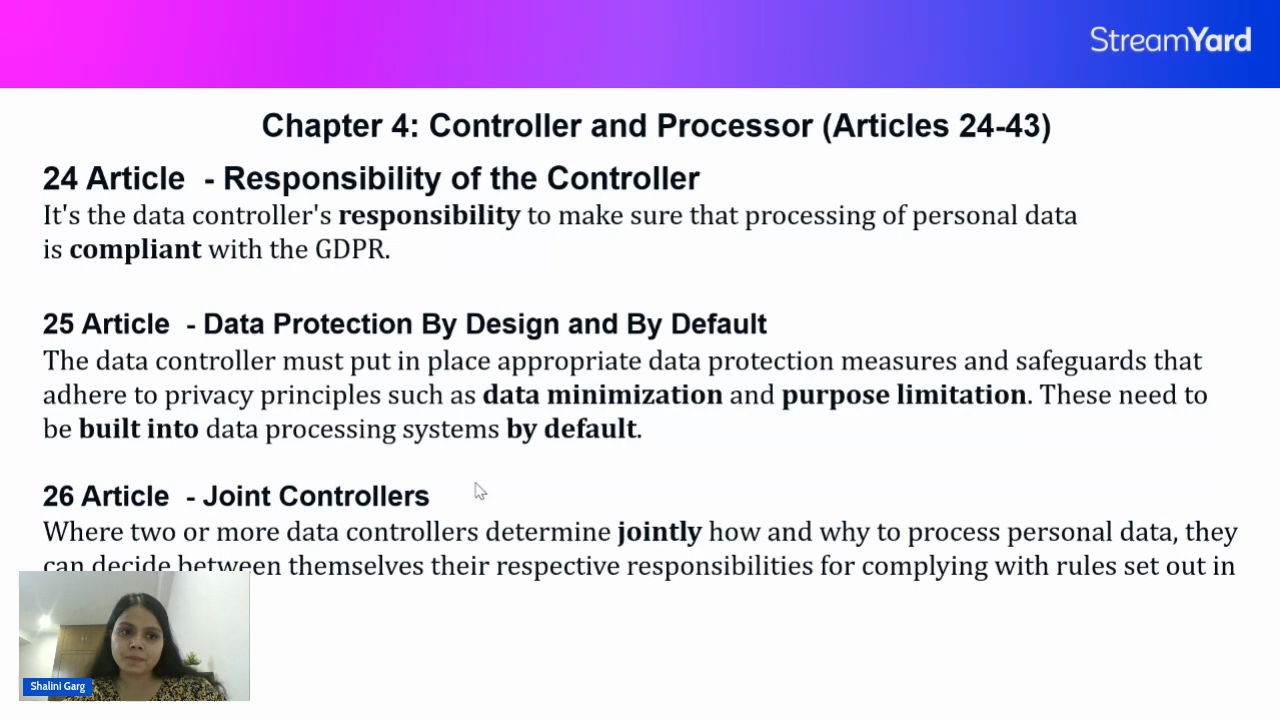 StreamYard
Chapter 4: Controller and Processor (Articles 24-43)
24 Article - Responsibility of the Controller
It's the data controller's responsibility to make sure that processing of personal data
is compliant with the GDPR.
25 Article - Data Protection By Design and By Default
The data controller must put in place appropriate data protection measures and safeguards that
adhere to privacy principles such as data minimization and purpose limitation. These need to
be built into data processing systems by default.
26 Article - Joint Controllers
Where two or more data controllers determine jointly how and why to process personal data, they
can decide between themselves their respective responsibilities for complying with rules set out in
Shalini Garg